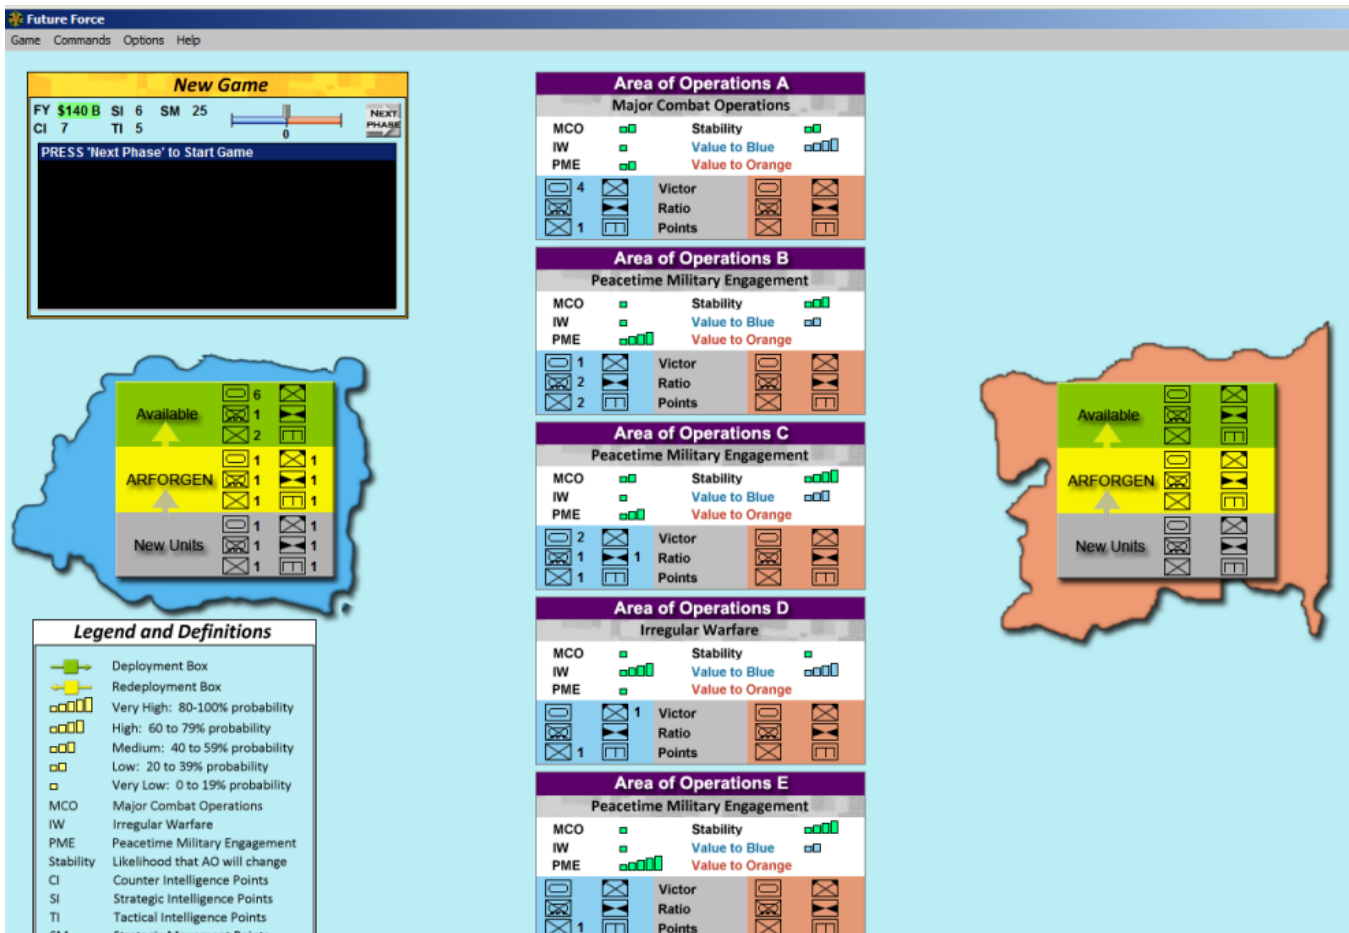 Future Force
Game Commands Options Help
New Game
FY $140 B SI 6 SM 25
CI 7 TI 5
0
NEXT
PHASE
PRESS 'Next Phase' to Start Game
Area of Operations A
Major Combat Operations
MCO Stability
IW Value to Blue
PME Value to Orange
4 Victor
Ratio
1 Points
Area of Operations B
Peacetime Military Engagement
MCO Stability
IW Value to Blue
PME Value to Orange
1 Victor
2 Ratio
2 Points
Area of Operations C
Peacetime Military Engagement
MCO Stability
IW Value to Blue
PME Value to Orange
2 Victor
1 1 Ratio
1 Points
Area of Operations D
Irregular Warfare
MCO Stability
IW Value to Blue
PME Value to Orange
1 Victor
Ratio
1 Points
Area of Operations E
Peacetime Military Engagement
MCO Stability
IW Value to Blue
PME Value to Orange
Victor
Ratio
1 Points
6
Available 1
2
1 1
ARFORGEN 1 1
1 1
1 1
New Units 1 1
1 1
Available
ARFORGEN
New Units
Legend and Definitions
Deployment Box
Redeployment Box
Very High: 80-100% probability
High: 60 to 79% probability
Medium: 40 to 59% probability
Low: 20 to 39% probability
Very Low: 0 to 19% probability
MCO Major Combat Operations
IW Irregular Warfare
PME Peacetime Military Engagement
Stability Likelihood that AO will change
CI Counter Intelligence Points
SI Strategic Intelligence Points
TI Tactical Intelligence Points
SM Strategic Movement Points